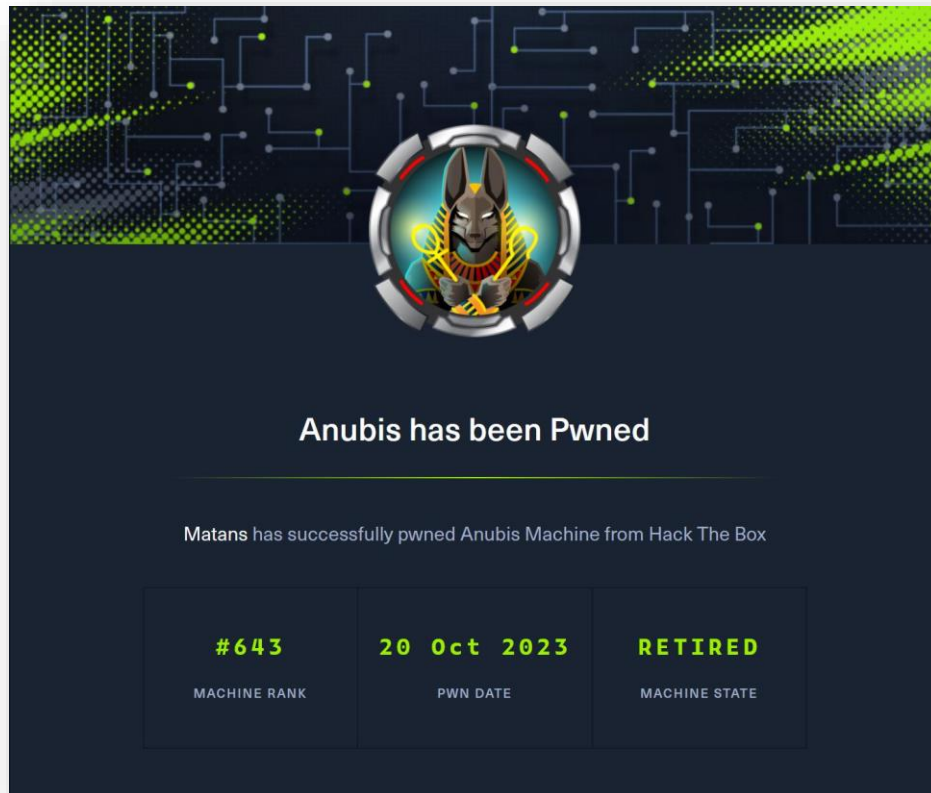 Anubis has been Pwned
Matans has successfully pwned Anubis Machine from Hack The Box
#643
20 Oct 2023
RETIRED
MACHINE RANK
PWN DATE
MACHINE STATE